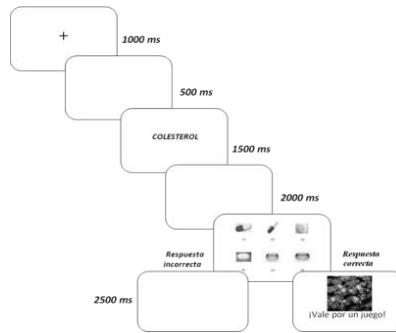 +
1000 ms
500 ms
COLESTEROL
1500 ms
2000 ms
Respuesta
incorrecta
Respuesta
correcta
2500 ms
¡Vale por un juego!